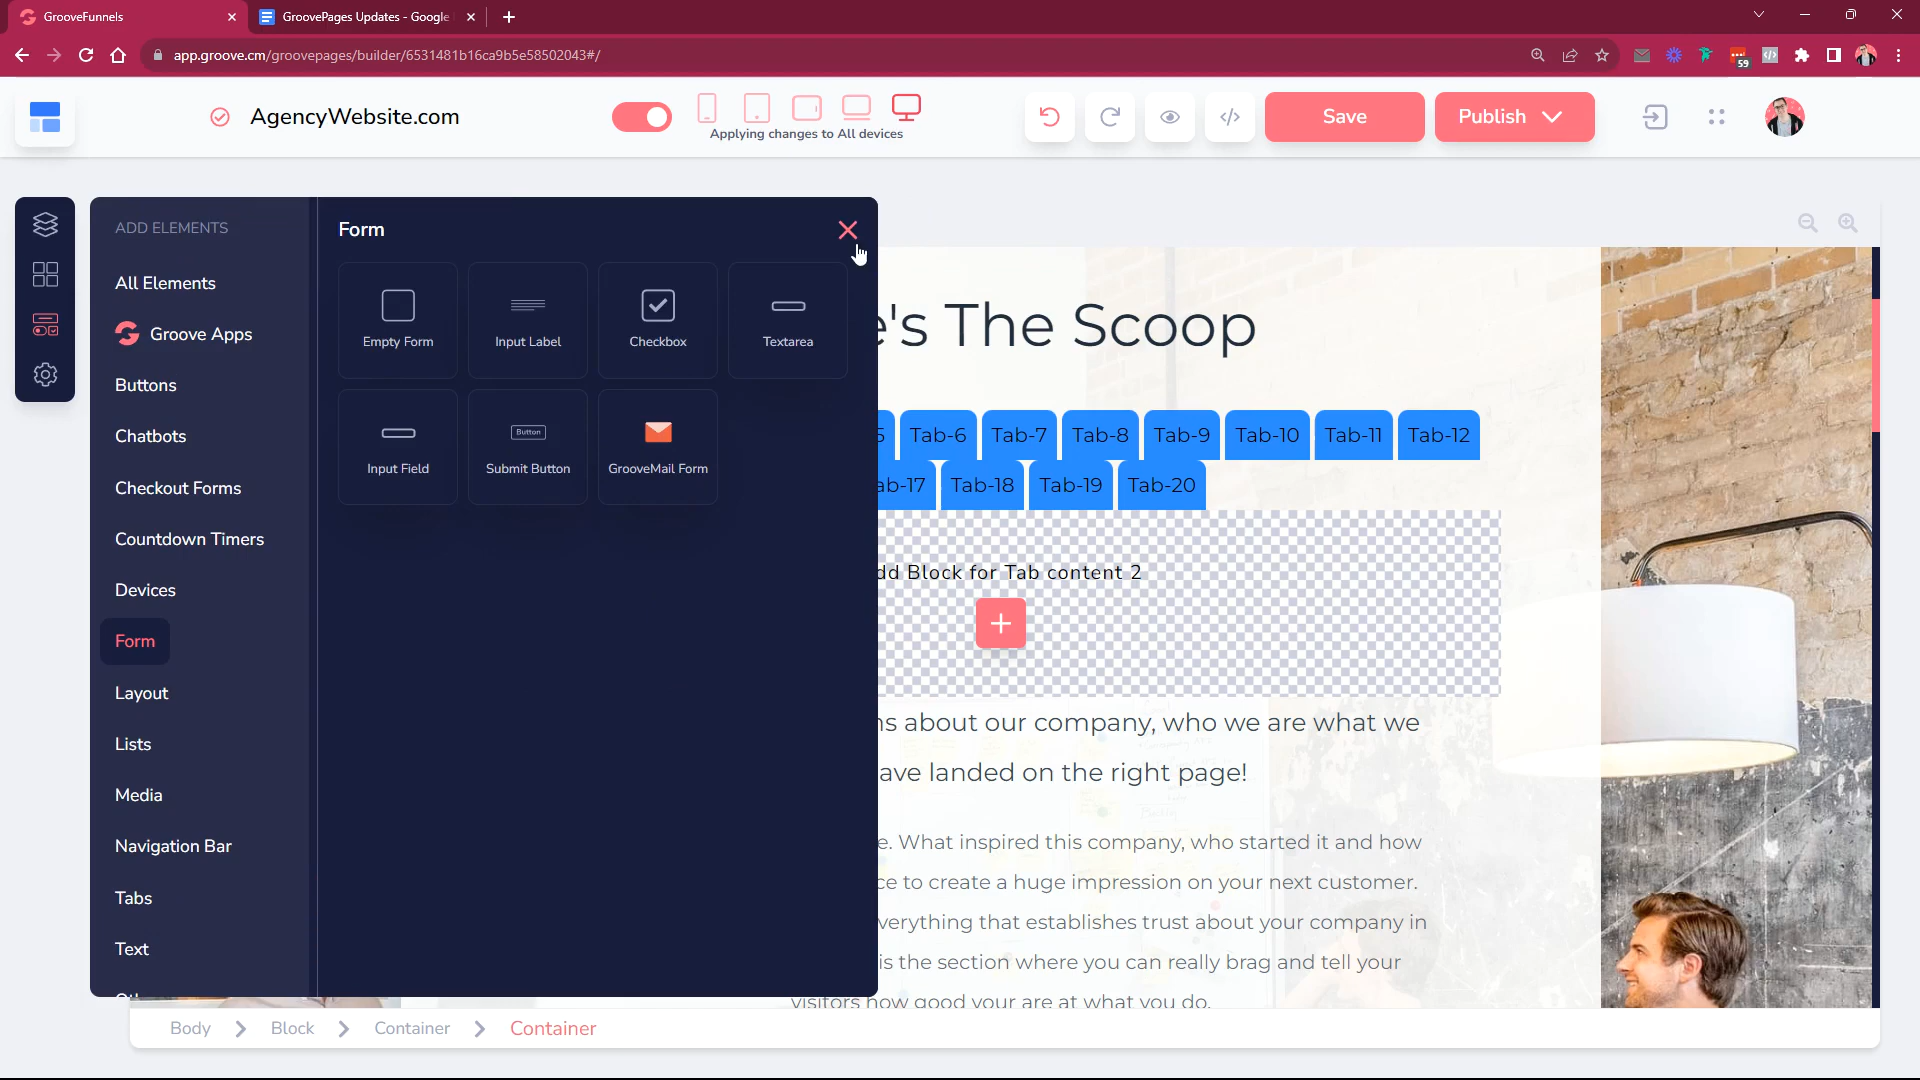 GrooveFunnels
GroovePages Updates - Google
app.groove.cm/groovepages/builder/6531481b16ca9b5e58502043#/
59
AgencyWebsite.com
Applying changes to All devices
Save
Publish
ADD ELEMENTS
All Elements
Groove Apps
Buttons
Chatbots
Checkout Forms
Countdown Timers
Devices
Form
Layout
Lists
Media
Navigation Bar
Tabs
Text
Form
Empty Form
Input Label
Checkbox
Textarea
Input Field
Button
Submit Button
GrooveMail Form
e's The Scoop
5 Tab-6 Tab-7 Tab-8 Tab-9 Tab-10 Tab-11 Tab-12
ab-17 Tab-18 Tab-19 Tab-20
dd Block for Tab content 2
ns about our company, who we are what we
ave landed on the right page!
e. What inspired this company, who started it and how
ce to create a huge impression on your next customer.
verything that establishes trust about your company in
is the section where you can really brag and tell your
visitors how good your are at what you do.
Body > Block > Container > Container